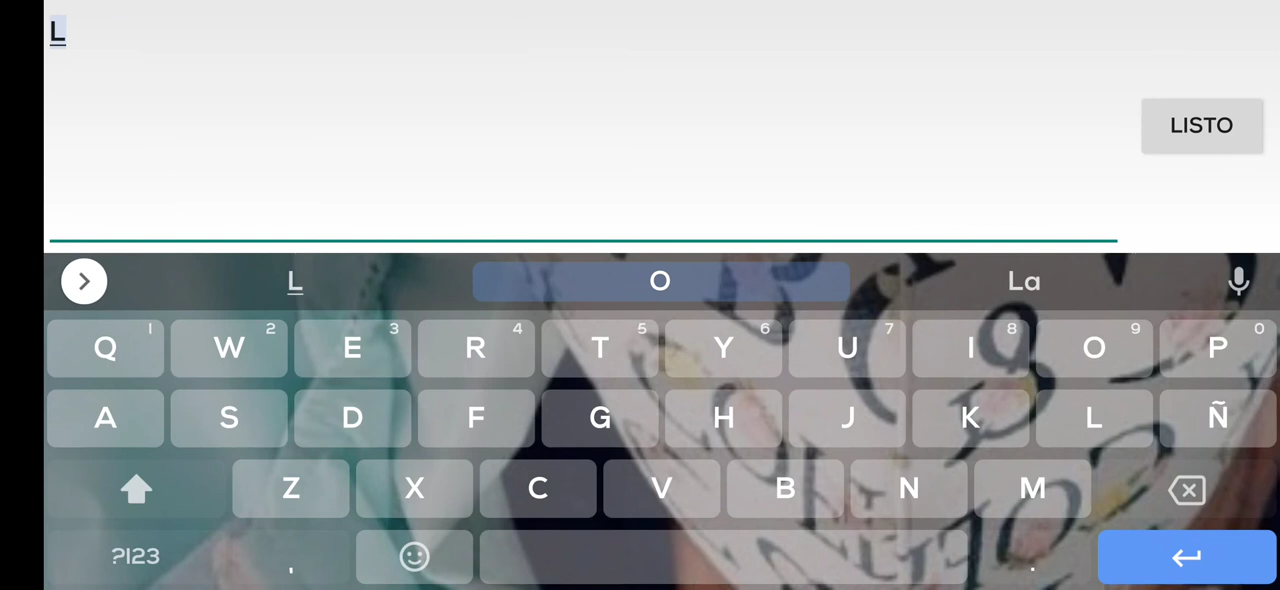 L
LISTO
L O La
1 2 3 4 5 6 7 8 9 0
Q W E R T Y U I O P
A S D F G H J K L Ñ
Z X C V B N M
?123 , .